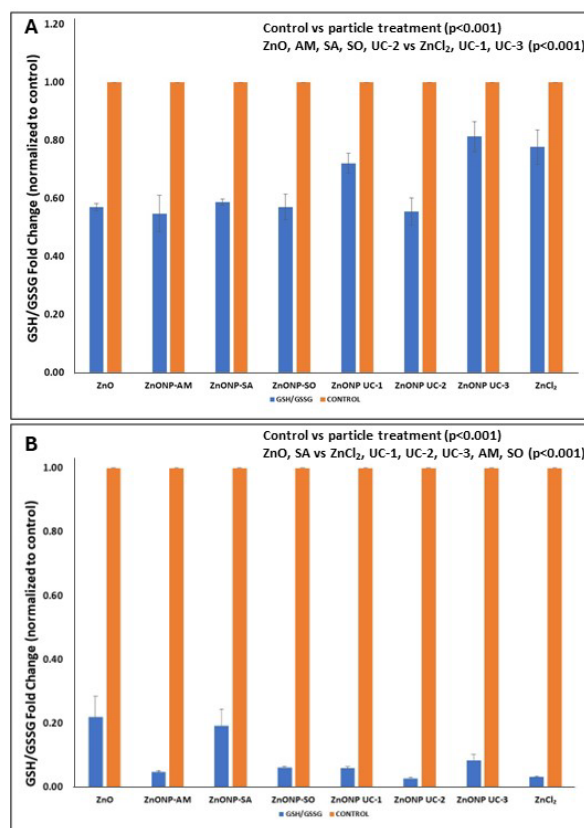 A
Control vs particle treatment (p<0.001)
ZnO, AM, SA, SO, UC-2 vs ZnCl₂, UC-1, UC-3 (p<0.001)
GSH/GSSG Fold Change (normalized to control)
1.20
1.00
0.80
0.60
0.40
0.20
0.00
ZnO ZnONP-AM ZnONP-SA ZnONP-SO ZnONP UC-1 ZnONP UC-2 ZnONP UC-3 ZnCl₂
GSH/GSSG CONTROL
B
Control vs particle treatment (p<0.001)
ZnO, SA vs ZnCl₂, UC-1, UC-2, UC-3, AM, SO (p<0.001)
GSH/GSSG Fold Change (normalized to control)
1.00
0.80
0.60
0.40
0.20
0.00
ZnO ZnONP-AM ZnONP-SA ZnONP-SO ZnONP UC-1 ZnONP UC-2 ZnONP UC-3 ZnCl₂
GSH/GSSG CONTROL